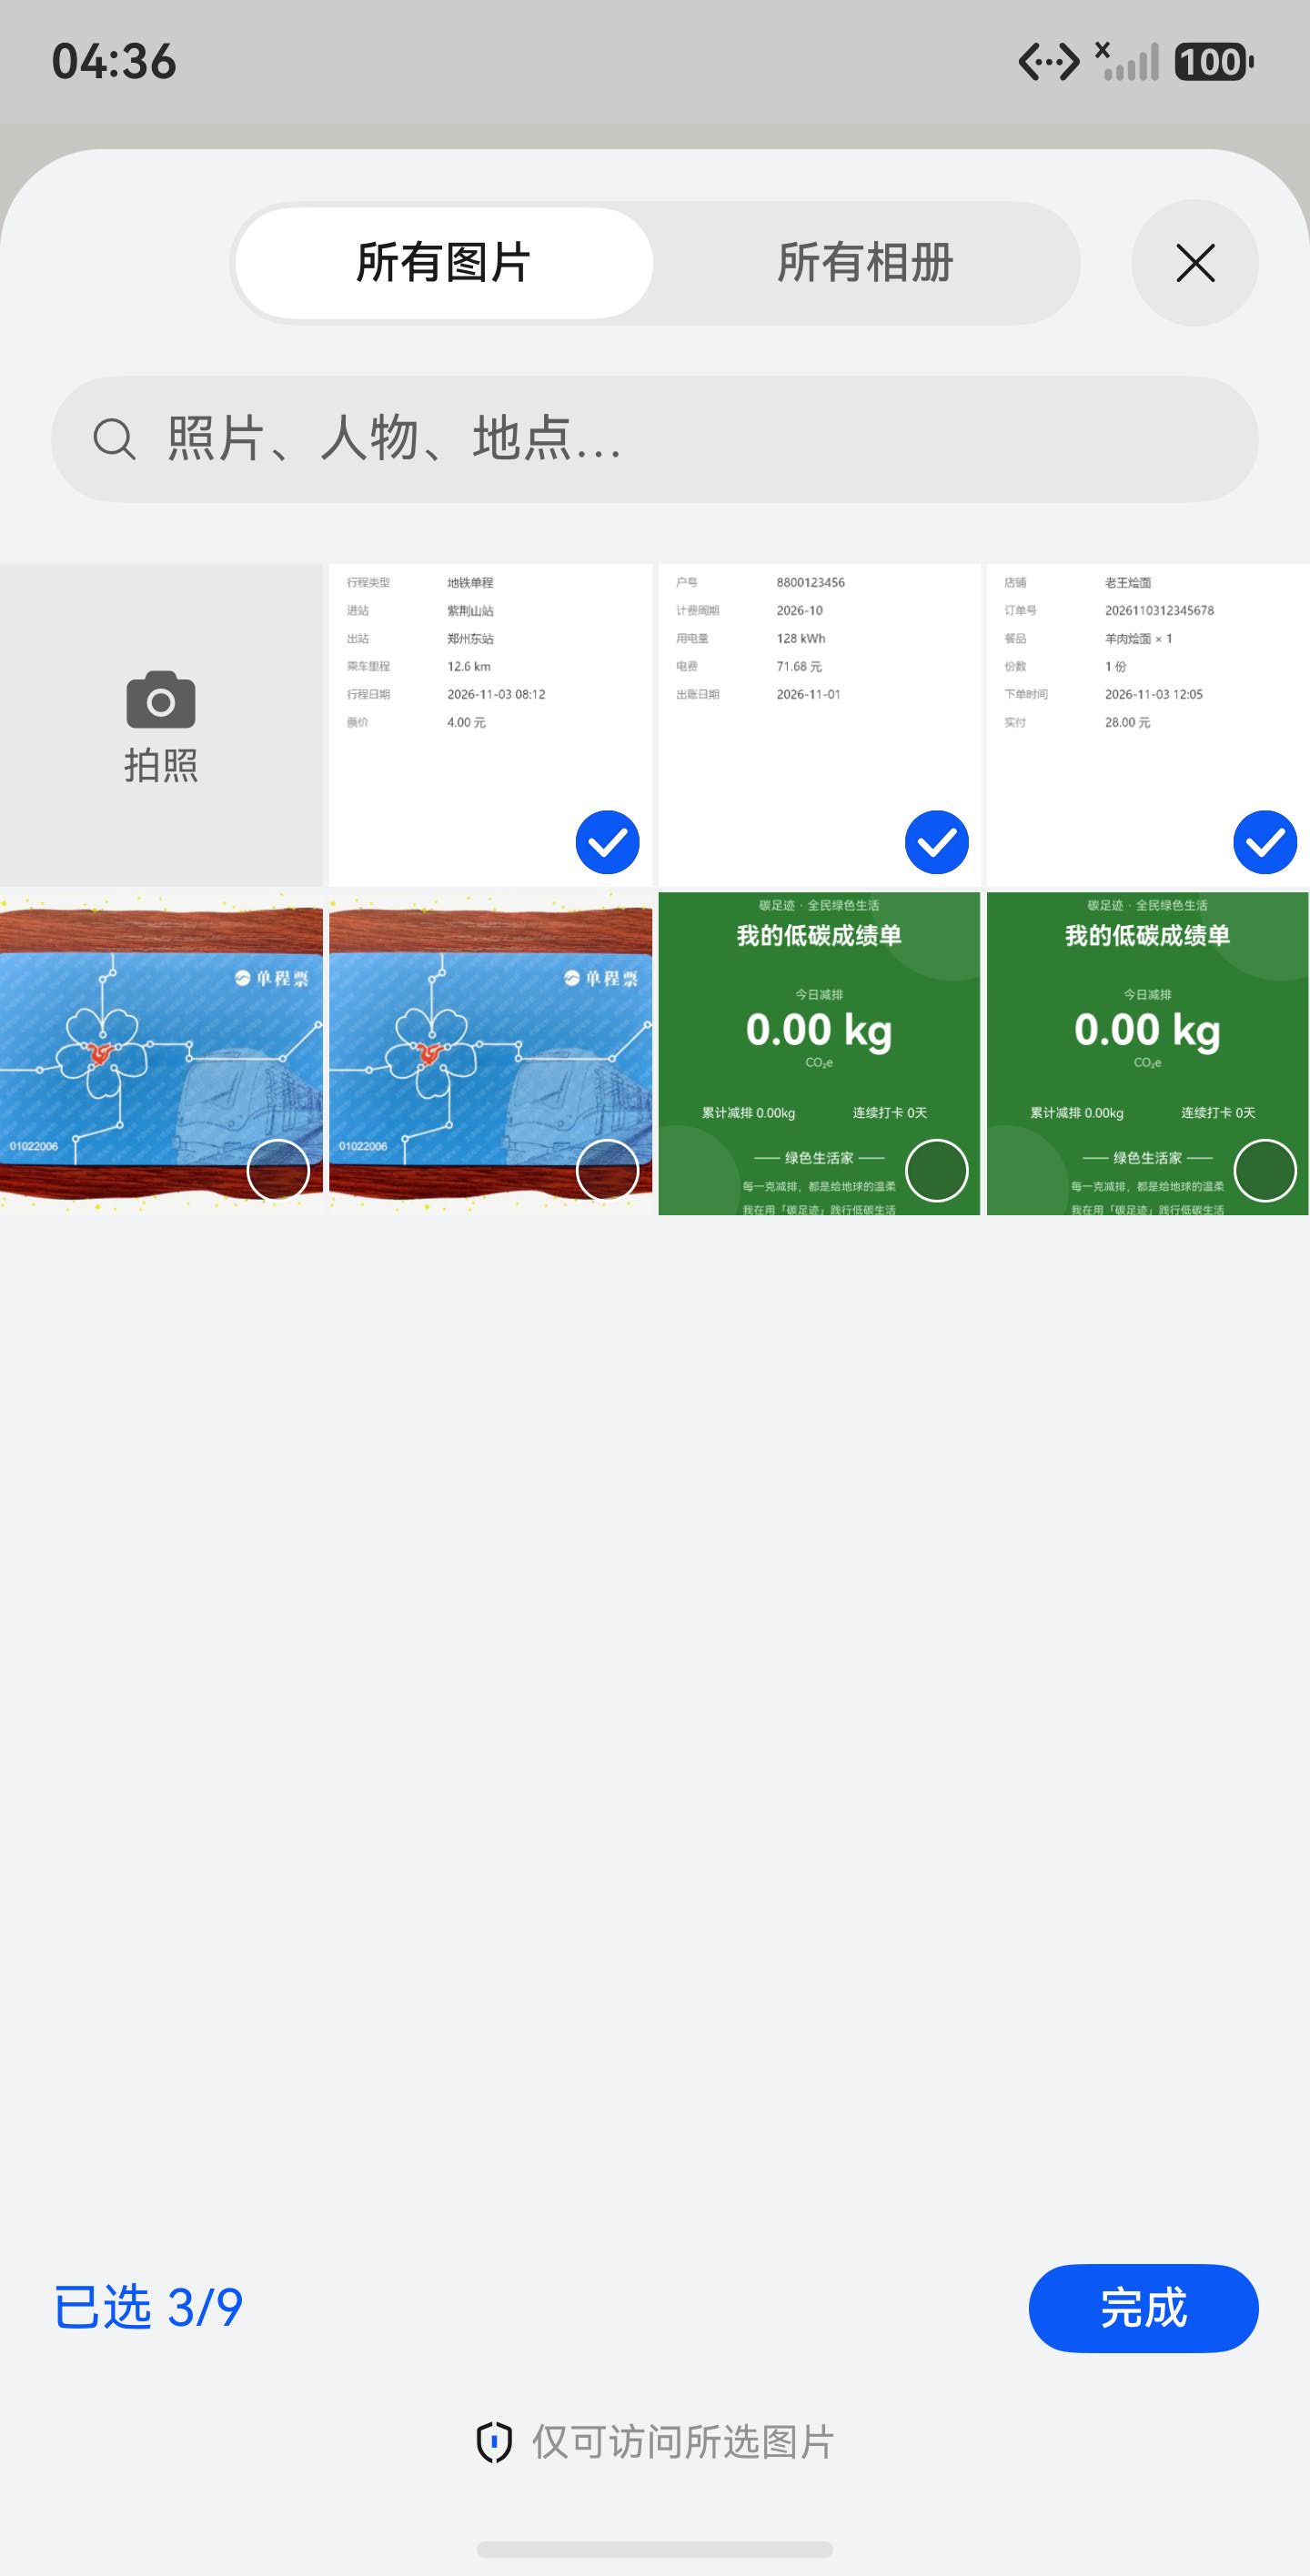 04:36
100
所有图片
所有相册
照片、人物、地点...
拍照
行程类型 地铁单程
进站 紫荆山站
出站 郑州东站
乘车里程 12.6 km
行程日期 2026-11-03 08:12
票价 4.00 元
户号 8800123456
计费周期 2026-10
用电量 128 kWh
电费 71.68 元
出账日期 2026-11-01
店铺 老王烩面
订单号 2026110312345678
餐品 羊肉烩面 × 1
份数 1 份
下单时间 2026-11-03 12:05
实付 28.00 元
单程票
01022006
单程票
01022006
碳足迹 · 全民绿色生活
我的低碳成绩单
今日减排
0.00 kg
CO₂e
累计减排 0.00kg 连续打卡 0天
绿色生活家
每一克减排，都是给地球的温柔
我在用「碳足迹」践行低碳生活
碳足迹 · 全民绿色生活
我的低碳成绩单
今日减排
0.00 kg
CO₂e
累计减排 0.00kg 连续打卡 0天
绿色生活家
每一克减排，都是给地球的温柔
我在用「碳足迹」践行低碳生活
已选 3/9
完成
仅可访问所选图片